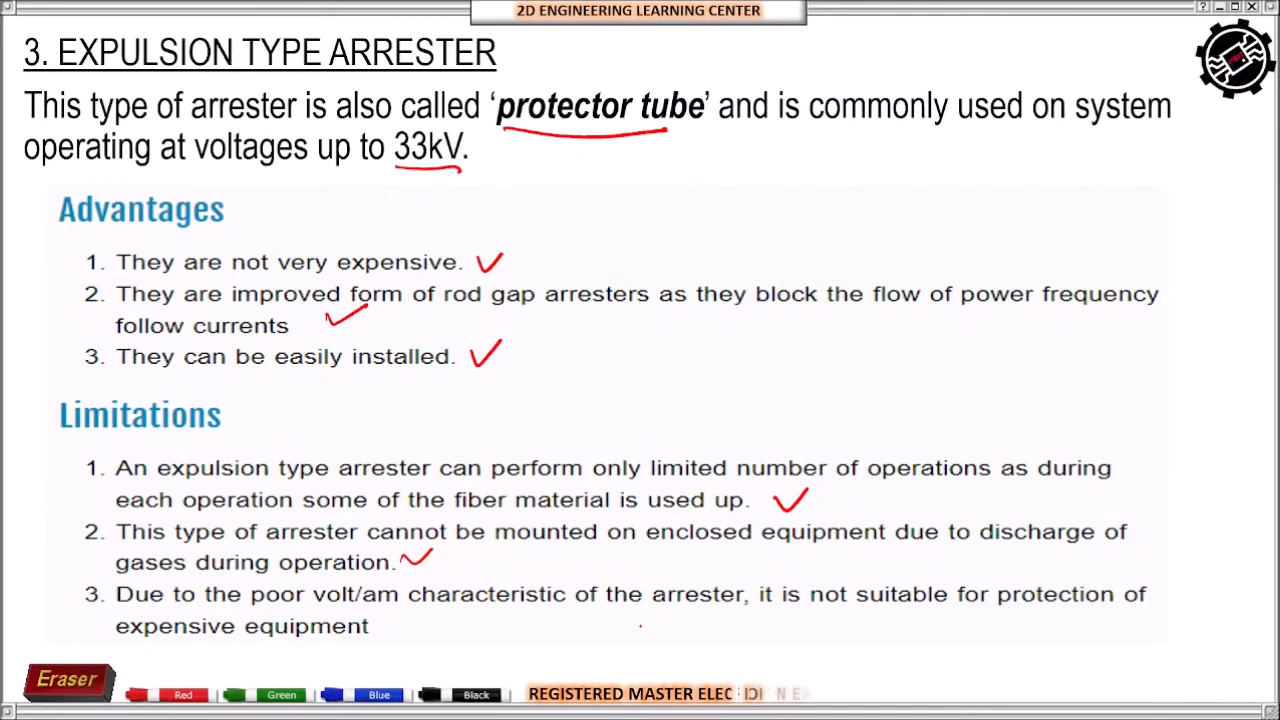 2D ENGINEERING LEARNING CENTER
3. EXPULSION TYPE ARRESTER
This type of arrester is also called ‘protector tube’ and is commonly used on system
operating at voltages up to 33kV.
Advantages
1. They are not very expensive.
2. They are improved form of rod gap arresters as they block the flow of power frequency
follow currents
3. They can be easily installed.
Limitations
1. An expulsion type arrester can perform only limited number of operations as during
each operation some of the fiber material is used up.
2. This type of arrester cannot be mounted on enclosed equipment due to discharge of
gases during operation.
3. Due to the poor volt/am characteristic of the arrester, it is not suitable for protection of
expensive equipment
Eraser
Red Green Blue Black
REGISTERED MASTER ELEC